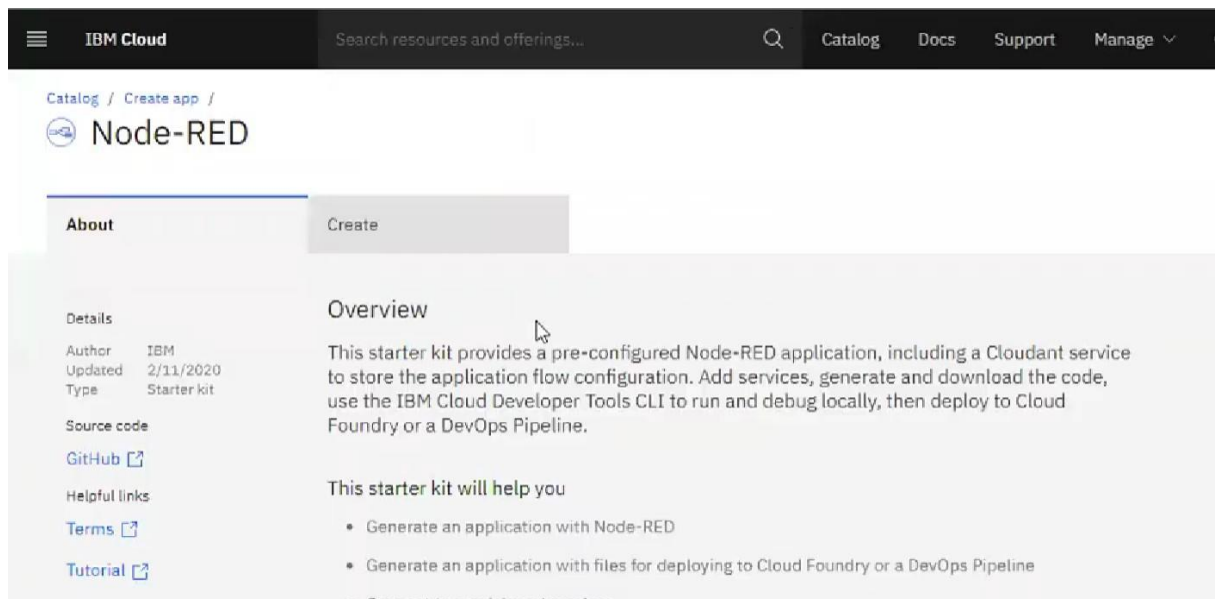 IBM Cloud
Search resources and offerings...
Catalog
Docs
Support
Manage
Catalog / Create app /
Node-RED
About
Create
Details
Author IBM
Updated 2/11/2020
Type Starter kit
Source code
GitHub
Helpful links
Terms
Tutorial
Overview
This starter kit provides a pre-configured Node-RED application, including a Cloudant service
to store the application flow configuration. Add services, generate and download the code,
use the IBM Cloud Developer Tools CLI to run and debug locally, then deploy to Cloud
Foundry or a DevOps Pipeline.
This starter kit will help you
• Generate an application with Node-RED
• Generate an application with files for deploying to Cloud Foundry or a DevOps Pipeline